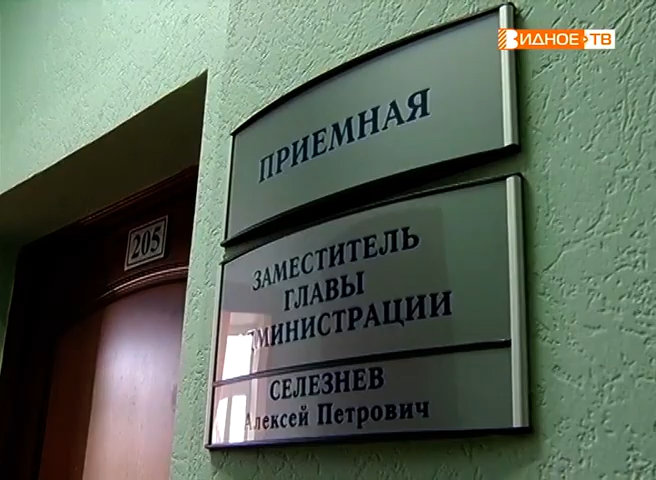 ВИДНОЕ ТВ
ПРИЕМНАЯ
205
ЗАМЕСТИТЕЛЬ
ГЛАВЫ
АДМИНИСТРАЦИИ
СЕЛЕЗНЕВ
Алексей Петрович